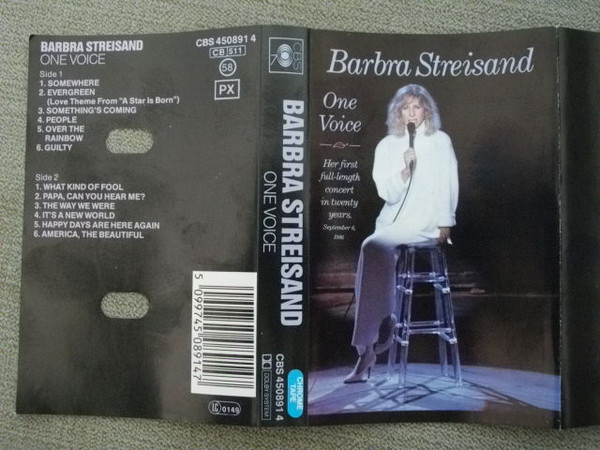 BARBRA STREISAND
ONE VOICE
Side 1
1. SOMEWHERE
2. EVERGREEN
(Love Theme From "A Star Is Born")
3. SOMETHING'S COMING
4. PEOPLE
5. OVER THE
RAINBOW
6. GUILTY
Side 2
1. WHAT KIND OF FOOL
2. PAPA, CAN YOU HEAR ME?
3. THE WAY WE WERE
4. IT'S A NEW WORLD
5. HAPPY DAYS ARE HERE AGAIN
6. AMERICA, THE BEAUTIFUL
CBS 450891 4
CB 511
58
PX
5 099745 089147
LC 0149
CBS
BARBRA STREISAND
ONE VOICE
CBS 450891 4
DOLBY SYSTEM
CHROME
TAPE
Barbra Streisand
One
Voice
Her first
full-length
concert
in twenty
years.
September 6,
1986